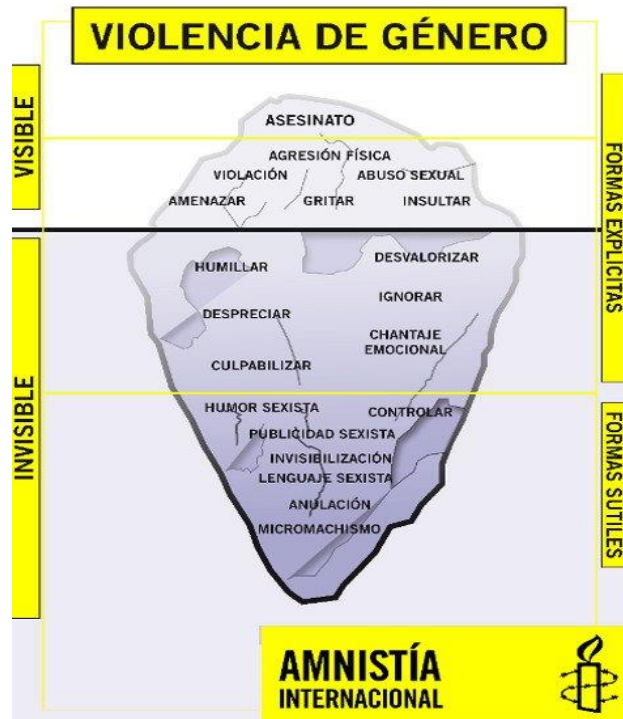 VIOLENCIA DE GÉNERO
VISIBLE
FORMAS EXPLÍCITAS
ASESINATO
AGRESIÓN FÍSICA
VIOLACIÓN ABUSO SEXUAL
AMENAZAR GRITAR INSULTAR
INVISIBLE
HUMILLAR DESVALORIZAR
IGNORAR
DESPRECIAR
CHANTAJE
EMOCIONAL
CULPABILIZAR
FORMAS SUTILES
HUMOR SEXISTA CONTROLAR
PUBLICIDAD SEXISTA
INVISIBILIZACIÓN
LENGUAJE SEXISTA
ANULACIÓN
MICROMACHISMO
AMNISTÍA
INTERNACIONAL